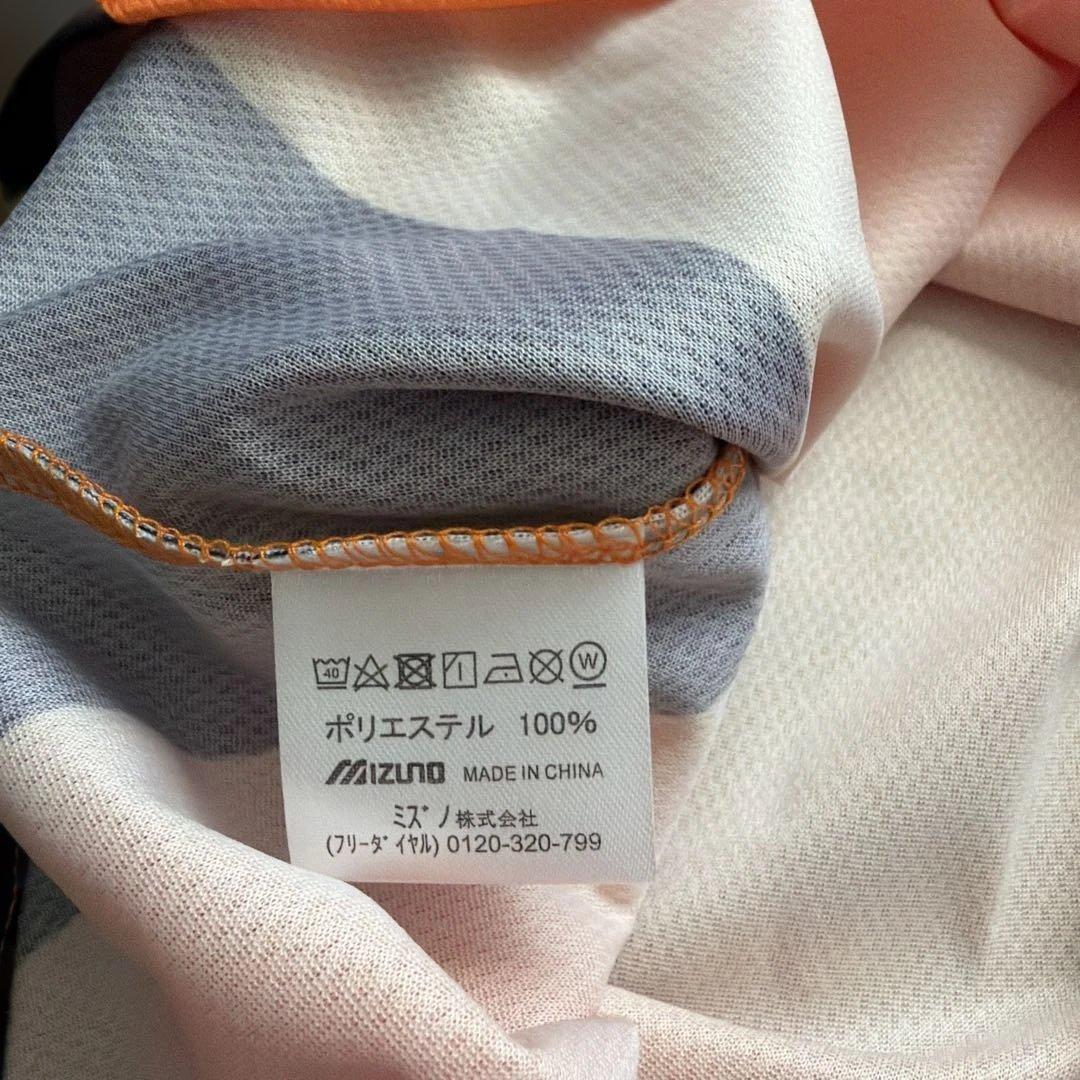 40 W
ポリエステル 100%
MIZUNO MADE IN CHINA
ミズノ株式会社
(フリーダイヤル) 0120-320-799